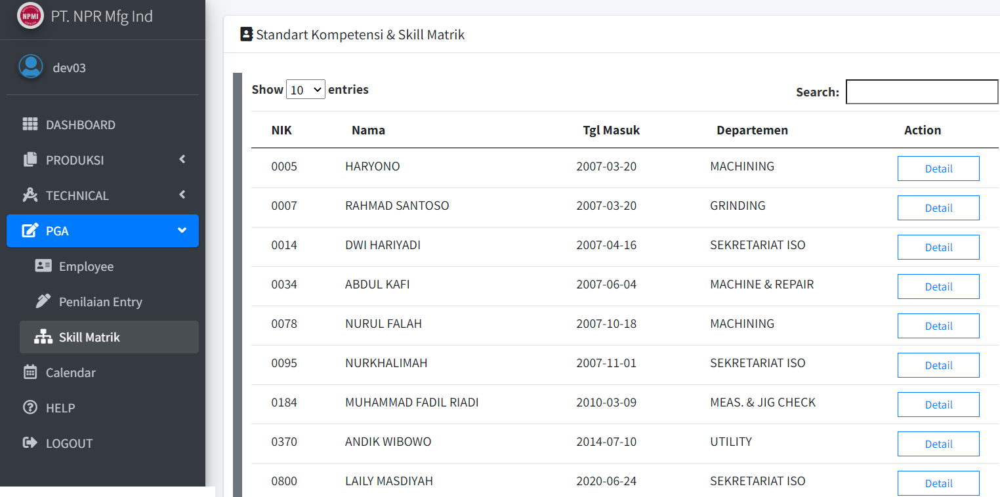 NPMI
PT. NPR Mfg Ind
dev03
DASHBOARD
PRODUKSI
TECHNICAL
PGA
Employee
Penilaian Entry
Skill Matrik
Calendar
HELP
LOGOUT
Standart Kompetensi & Skill Matrik
Show 10 entries
Search:
NIK Nama Tgl Masuk Departemen Action
0005 HARYONO 2007-03-20 MACHINING Detail
0007 RAHMAD SANTOSO 2007-03-20 GRINDING Detail
0014 DWI HARIYADI 2007-04-16 SEKRETARIAT ISO Detail
0034 ABDUL KAFI 2007-06-04 MACHINE & REPAIR Detail
0078 NURUL FALAH 2007-10-18 MACHINING Detail
0095 NURKHALIMAH 2007-11-01 SEKRETARIAT ISO Detail
0184 MUHAMMAD FADIL RIADI 2010-03-09 MEAS. & JIG CHECK Detail
0370 ANDIK WIBOWO 2014-07-10 UTILITY Detail
0800 LAILY MASDIYAH 2020-06-24 SEKRETARIAT ISO Detail